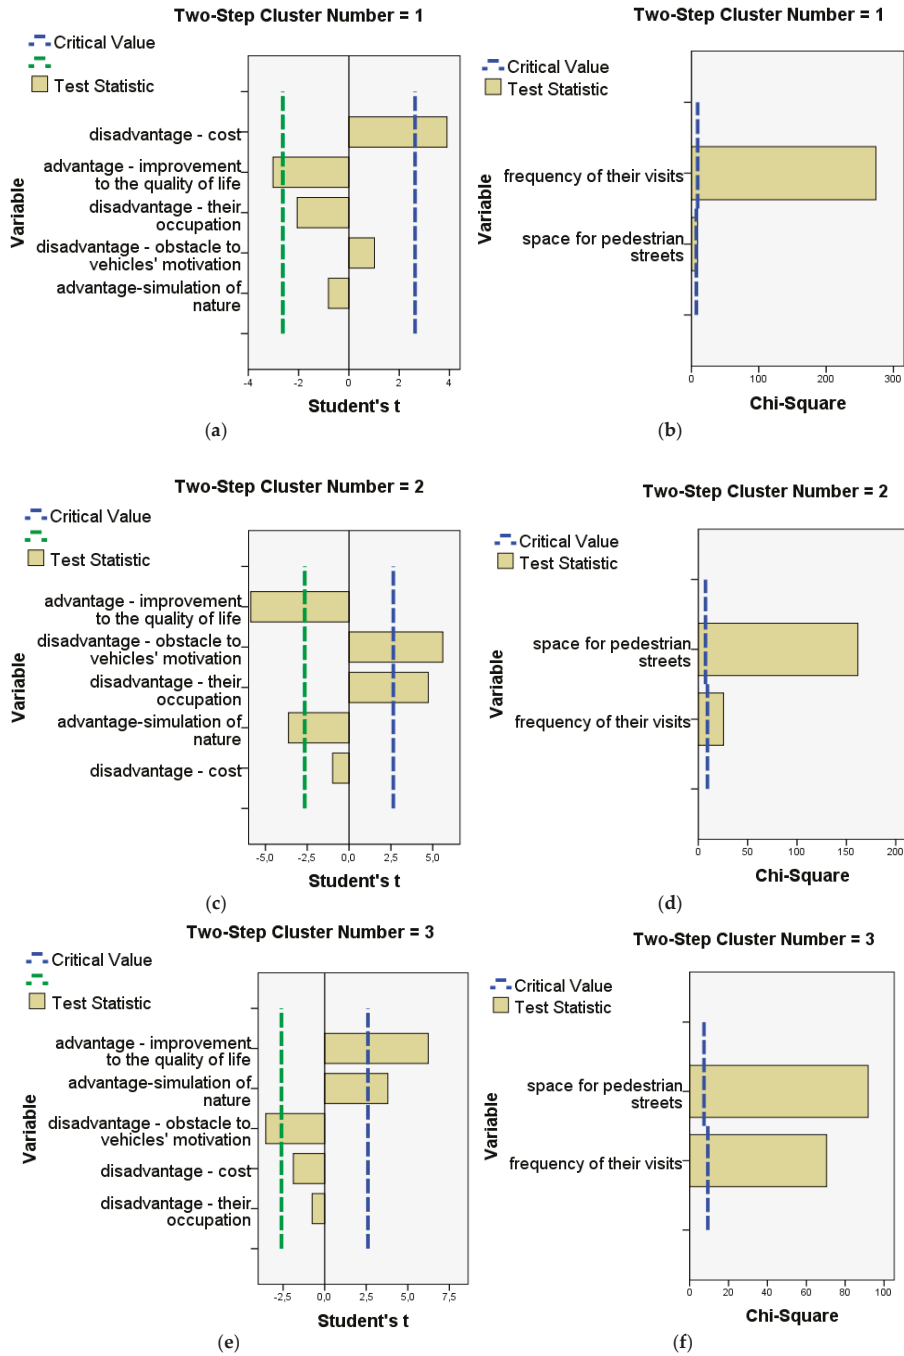 Two-Step Cluster Number = 1
Critical Value
Test Statistic
Variable
disadvantage - cost
advantage - improvement
to the quality of life
disadvantage - their
occupation
disadvantage - obstacle to
vehicles' motivation
advantage-simulation of
nature
-4 -2 0 2 4
Student's t
(a)
Two-Step Cluster Number = 1
Critical Value
Test Statistic
Variable
frequency of their visits
space for pedestrian
streets
0 100 200 300
Chi-Square
(b)
Two-Step Cluster Number = 2
Critical Value
Test Statistic
Variable
advantage - improvement
to the quality of life
disadvantage - obstacle to
vehicles' motivation
disadvantage - their
occupation
advantage-simulation of
nature
disadvantage - cost
-5,0 -2,5 0,0 2,5 5,0
Student's t
(c)
Two-Step Cluster Number = 2
Critical Value
Test Statistic
Variable
space for pedestrian
streets
frequency of their visits
0 50 100 150 200
Chi-Square
(d)
Two-Step Cluster Number = 3
Critical Value
Test Statistic
Variable
advantage - improvement
to the quality of life
advantage-simulation of
nature
disadvantage - obstacle to
vehicles' motivation
disadvantage - cost
disadvantage - their
occupation
-2,5 0,0 2,5 5,0 7,5
Student's t
(e)
Two-Step Cluster Number = 3
Critical Value
Test Statistic
Variable
space for pedestrian
streets
frequency of their visits
0 20 40 60 80 100
Chi-Square
(f)